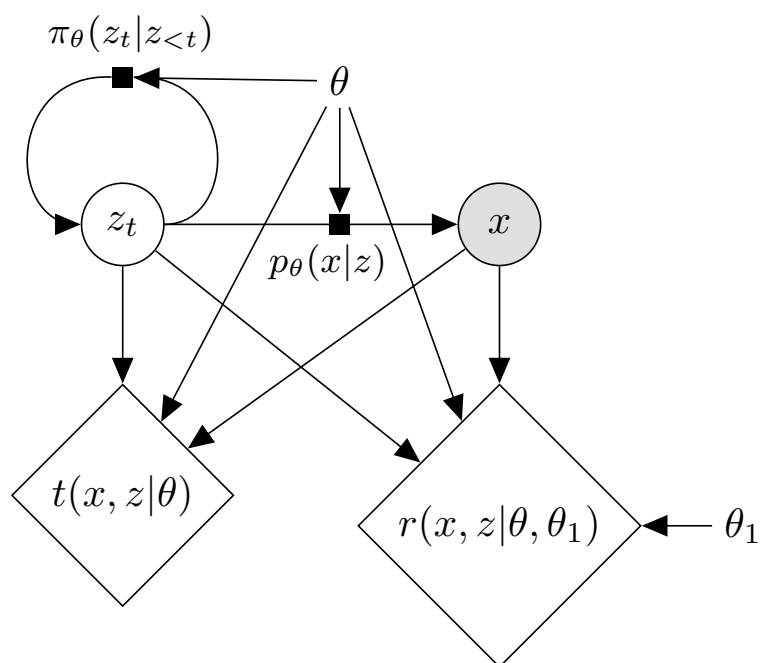 π_θ(z_t|z_{<t})
θ
z_t
x
p_θ(x|z)
t(x, z|θ)
r(x, z|θ, θ_1)
θ_1